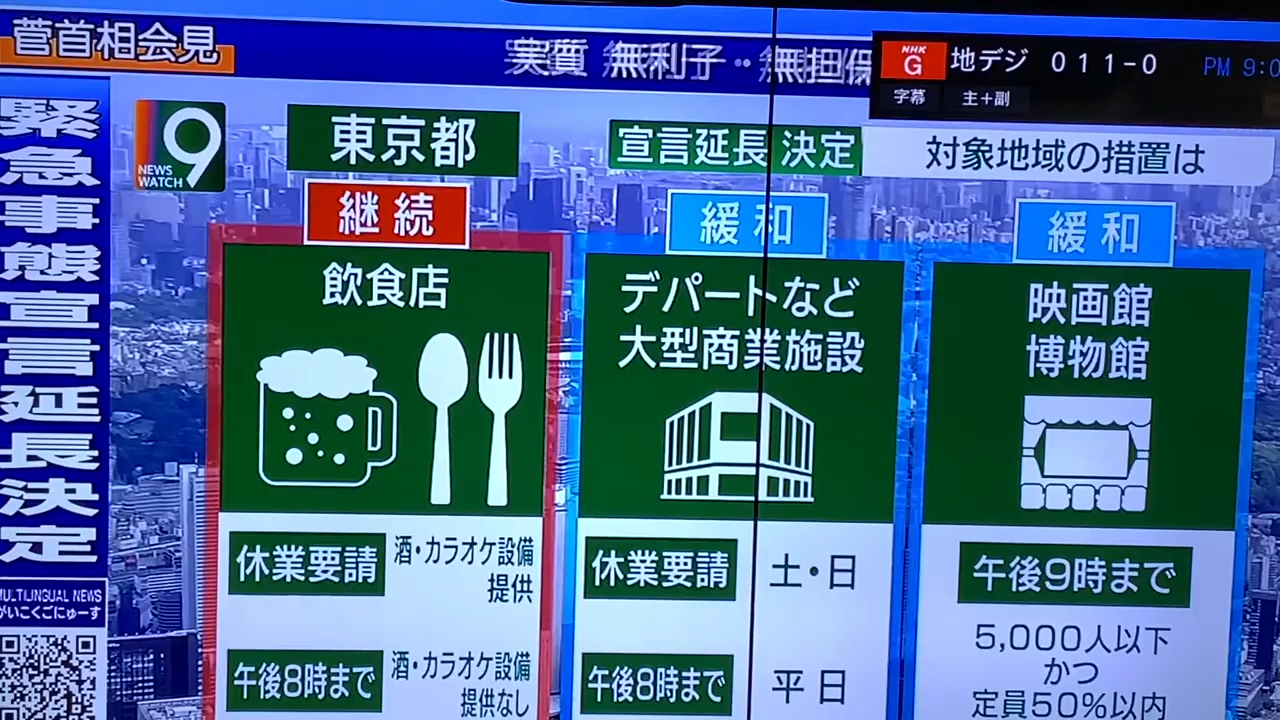 菅首相会見
実質 無利子・無担保
NHK
G
地デジ 011-0
PM 9:0
字幕 主+副
緊急事態宣言延長決定
NEWS
WATCH 9
東京都
宣言延長 決定
対象地域の措置は
継続
飲食店
休業要請
酒・カラオケ設備
提供
午後8時まで
酒・カラオケ設備
提供なし
緩和
デパートなど
大型商業施設
休業要請
土・日
午後8時まで
平日
緩和
映画館
博物館
午後9時まで
5,000人以下
かつ
定員50%以内
MULTILINGUAL NEWS
がいこくごにゅーす